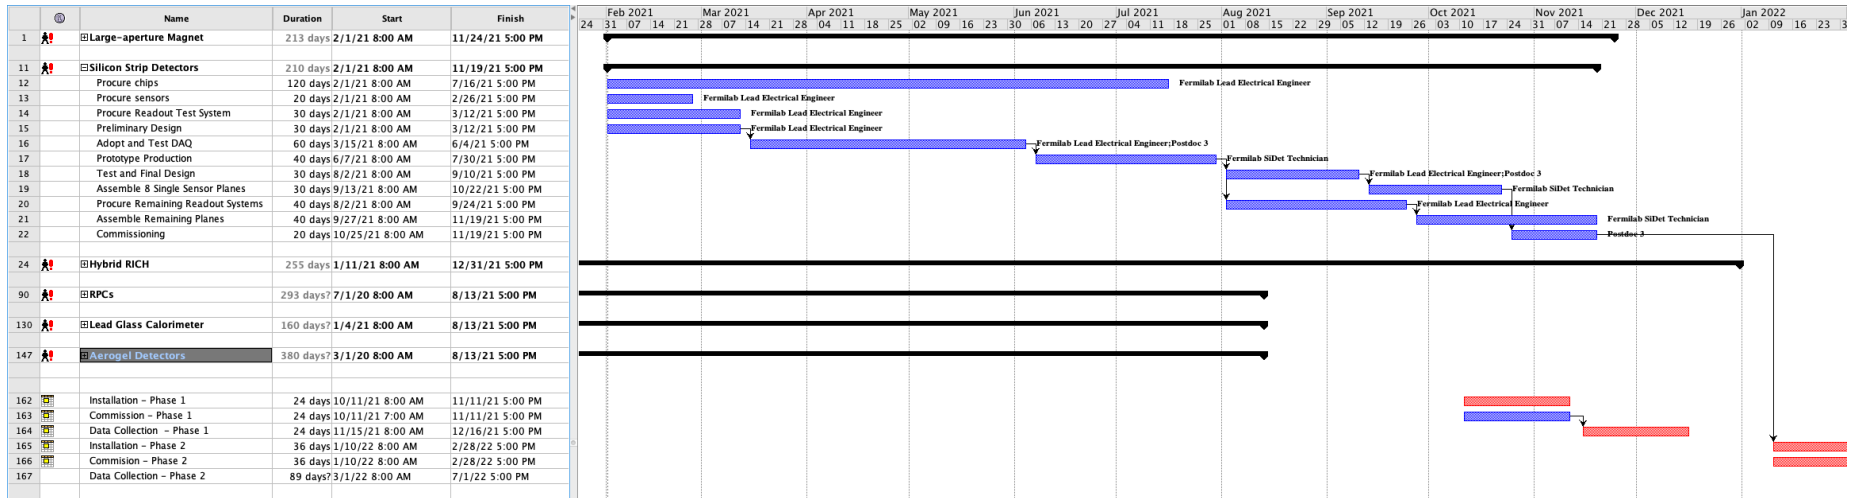 Name Duration Start Finish
Feb 2021 Mar 2021 Apr 2021 May 2021 Jun 2021 Jul 2021 Aug 2021 Sep 2021 Oct 2021 Nov 2021 Dec 2021 Jan 2022
24 31 07 14 21 28 07 14 21 28 04 11 18 25 02 09 16 23 30 06 13 20 27 04 11 18 25 01 08 15 22 29 05 12 19 26 03 10 17 24 31 07 14 21 28 05 12 19 26 02 09 16 23 3
1 Large-aperture Magnet 213 days 2/1/21 8:00 AM 11/24/21 5:00 PM
11 Silicon Strip Detectors 210 days 2/1/21 8:00 AM 11/19/21 5:00 PM
12 Procure chips 120 days 2/1/21 8:00 AM 7/16/21 5:00 PM Fermilab Lead Electrical Engineer
13 Procure sensors 20 days 2/1/21 8:00 AM 2/26/21 5:00 PM Fermilab Lead Electrical Engineer
14 Procure Readout Test System 30 days 2/1/21 8:00 AM 3/12/21 5:00 PM Fermilab Lead Electrical Engineer
15 Preliminary Design 30 days 2/1/21 8:00 AM 3/12/21 5:00 PM Fermilab Lead Electrical Engineer
16 Adopt and Test DAQ 60 days 3/15/21 8:00 AM 6/4/21 5:00 PM Fermilab Lead Electrical Engineer;Postdoc 3
17 Prototype Production 40 days 6/7/21 8:00 AM 7/30/21 5:00 PM Fermilab SiDet Technician
18 Test and Final Design 30 days 8/2/21 8:00 AM 9/10/21 5:00 PM Fermilab Lead Electrical Engineer;Postdoc 3
19 Assemble 8 Single Sensor Planes 30 days 9/13/21 8:00 AM 10/22/21 5:00 PM Fermilab SiDet Technician
20 Procure Remaining Readout Systems 40 days 8/2/21 8:00 AM 9/24/21 5:00 PM Fermilab Lead Electrical Engineer
21 Assemble Remaining Planes 40 days 9/27/21 8:00 AM 11/19/21 5:00 PM Fermilab SiDet Technician
22 Commissioning 20 days 10/25/21 8:00 AM 11/19/21 5:00 PM Postdoc 3
24 Hybrid RICH 255 days 1/11/21 8:00 AM 12/31/21 5:00 PM
90 RPCs 293 days? 7/1/20 8:00 AM 8/13/21 5:00 PM
130 Lead Glass Calorimeter 160 days? 1/4/21 8:00 AM 8/13/21 5:00 PM
147 Aerogel Detectors 380 days? 3/1/20 8:00 AM 8/13/21 5:00 PM
162 Installation - Phase 1 24 days 10/11/21 8:00 AM 11/11/21 5:00 PM
163 Commission - Phase 1 24 days 10/11/21 7:00 AM 11/11/21 5:00 PM
164 Data Collection - Phase 1 24 days 11/15/21 8:00 AM 12/16/21 5:00 PM
165 Installation - Phase 2 36 days 1/10/22 8:00 AM 2/28/22 5:00 PM
166 Commision - Phase 2 36 days 1/10/22 8:00 AM 2/28/22 5:00 PM
167 Data Collection - Phase 2 89 days? 3/1/22 8:00 AM 7/1/22 5:00 PM